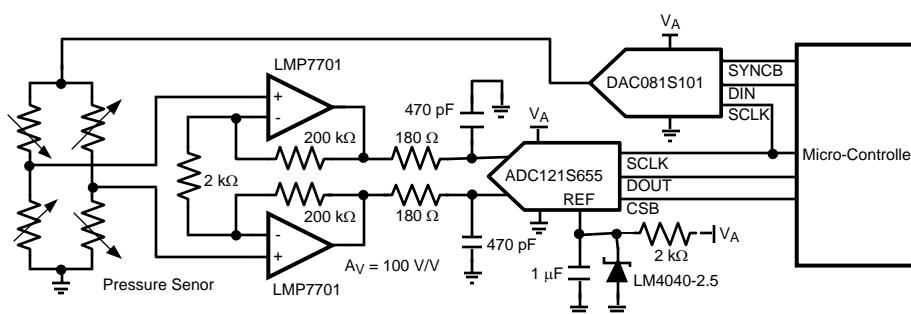 V_A
LMP7701
DAC081S101
SYNCB
DIN
SCLK
470 pF
V_A
200 kΩ
180 Ω
2 kΩ
ADC121S655
SCLK
Micro-Controlle
DOUT
REF
CSB
200 kΩ
180 Ω
470 pF
V_A
2 kΩ
A_V = 100 V/V
1 µF
LM4040-2.5
Pressure Senor
LMP7701
+
-
-
+